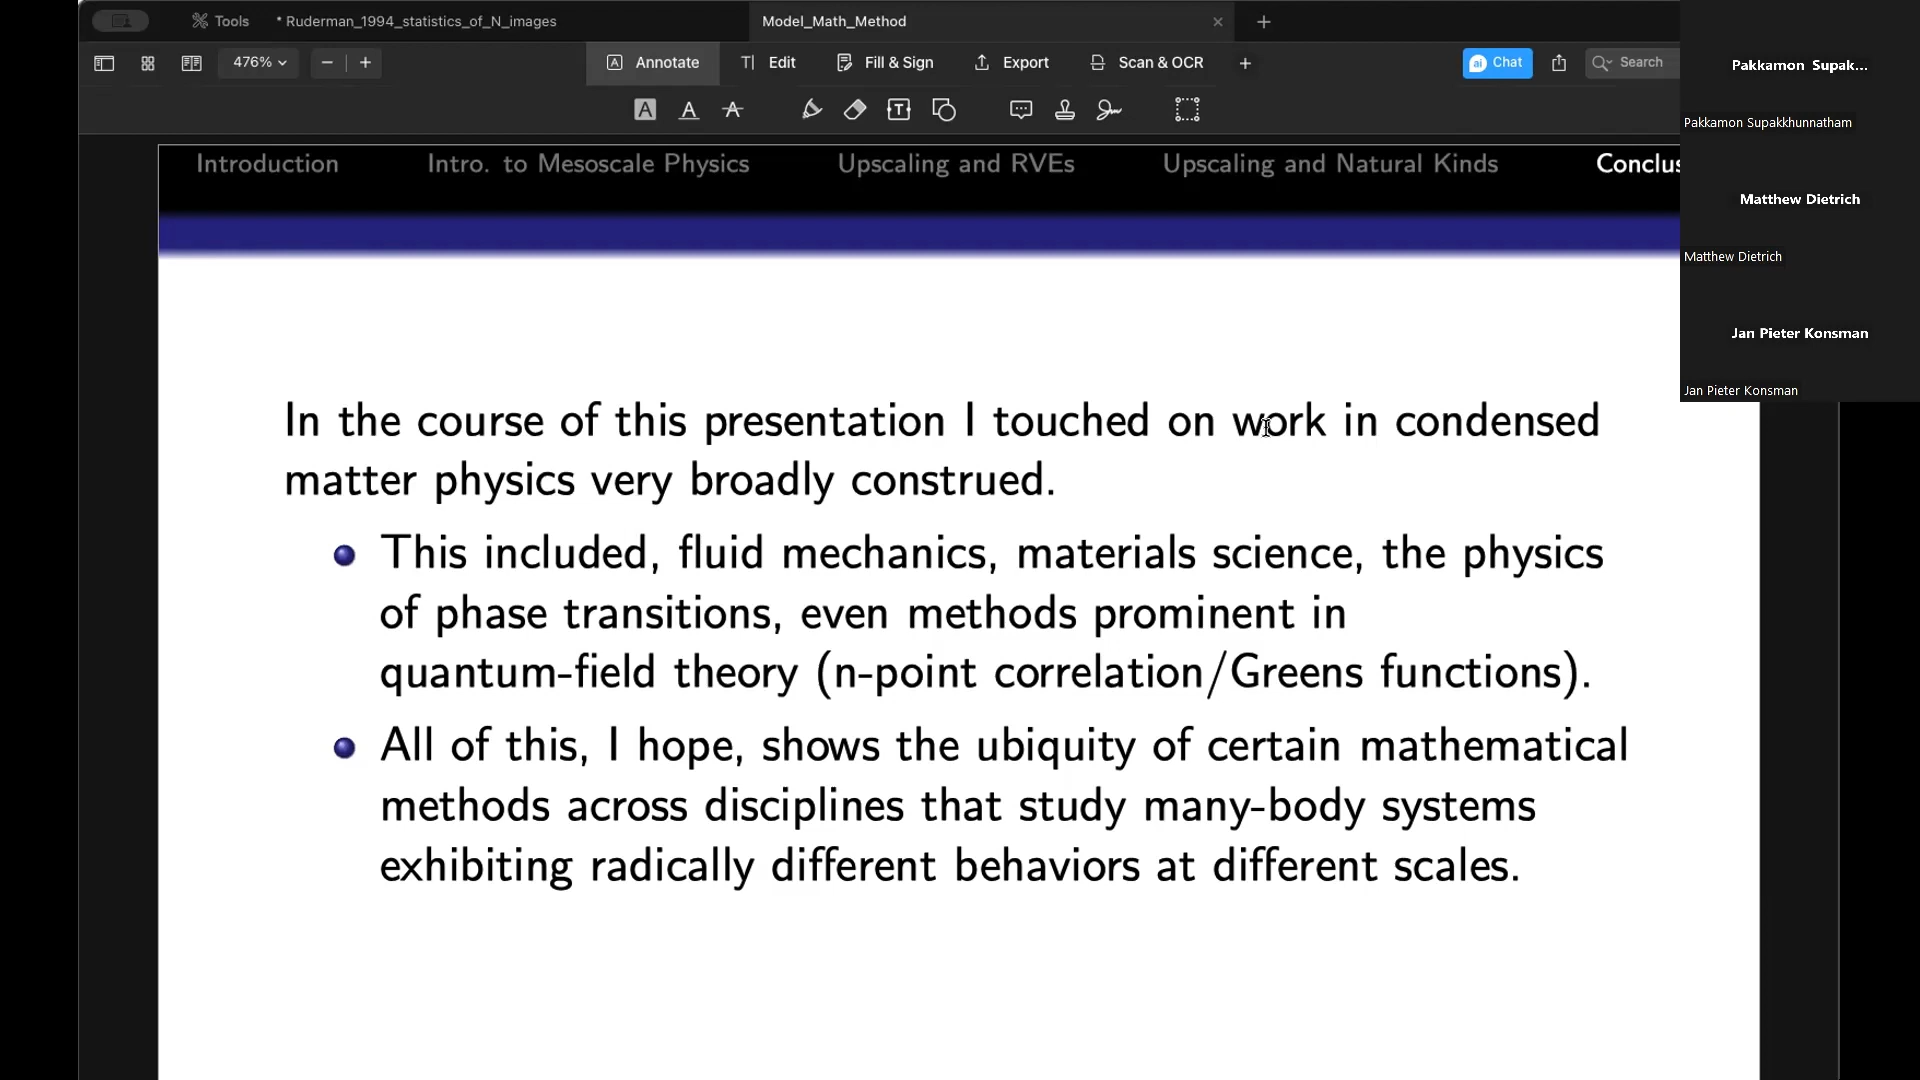 Tools
* Ruderman_1994_statistics_of_N_images
Model_Math_Method
476%
Annotate
Edit
Fill & Sign
Export
Scan & OCR
ai Chat
Search
Introduction
Intro. to Mesoscale Physics
Upscaling and RVEs
Upscaling and Natural Kinds
Conclus
Pakkamon Supak...
Pakkamon Supakkhunnatham
Matthew Dietrich
Matthew Dietrich
Jan Pieter Konsman
Jan Pieter Konsman
In the course of this presentation I touched on work in condensed
matter physics very broadly construed.
This included, fluid mechanics, materials science, the physics
of phase transitions, even methods prominent in
quantum-field theory (n-point correlation/Greens functions).
All of this, I hope, shows the ubiquity of certain mathematical
methods across disciplines that study many-body systems
exhibiting radically different behaviors at different scales.